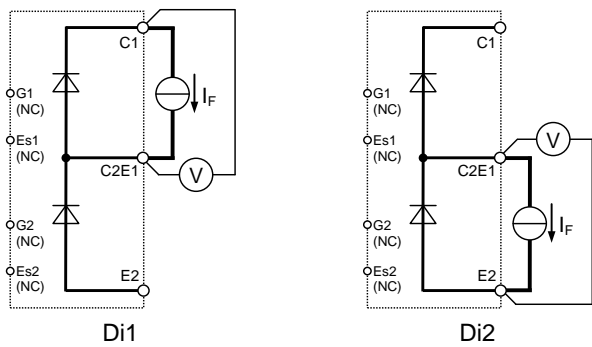 C1
G1
(NC)
I_F
Es1
(NC)
C2E1
V
G2
(NC)
Es2
(NC)
E2
Di1
C1
G1
(NC)
Es1
(NC)
V
C2E1
G2
(NC)
I_F
Es2
(NC)
E2
Di2